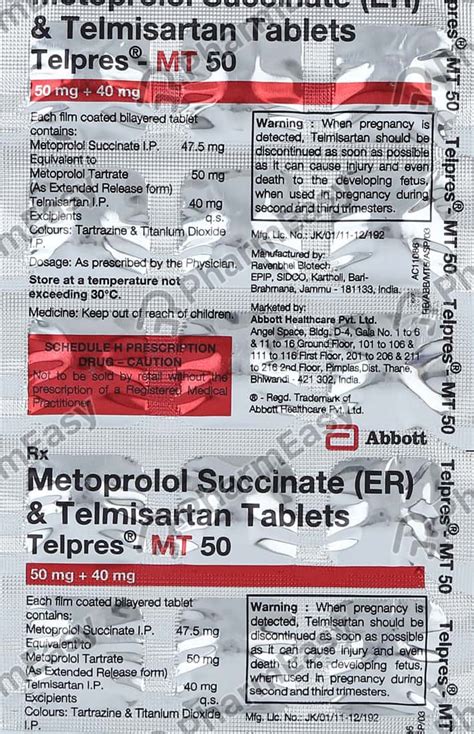 Metoprolol Succinate (ER)
& Telmisartan Tablets
Telpres®- MT 50
50 mg + 40 mg
Each film coated bilayered tablet
contains:
Metoprolol Succinate I.P. 47.5 mg
Equivalent to
Metoprolol Tartrate 50 mg
(As Extended Release form)
Telmisartan I.P. 40 mg
Excipients q.s.
Colours: Tartrazine & Titanium Dioxide
I.P.
Dosage: As prescribed by the Physician.
Store at a temperature not
exceeding 30°C.
Medicine: Keep out of reach of children.
SCHEDULE H PRESCRIPTION
DRUG – CAUTION
Not to be sold by retail without the
prescription of a Registered Medical
Practitioner.
Warning : When pregnancy is
detected, Telmisartan should be
discontinued as soon as possible
as it can cause injury and even
death to the developing fetus,
when used in pregnancy during
second and third trimesters.
Mfg. Lic. No.: JK/01/11-12/192
Manufactured by:
Ravenbhel Biotech
EPIP, SIDCO, Kartholi, Bari-
Brahmana, Jammu - 181133, India.
Marketed by:
Abbott Healthcare Pvt. Ltd.
Angel Space, Bldg. D-4, Gala No. 1 to 6
& 11 to 16 Ground Floor, 101 to 106 &
111 to 116 First Floor, 201 to 206 & 211
to 216 2nd Floor, Pimplas, Dist. Thane,
Bhiwandi - 421 302, India.
® - Regd. Trademark of
Abbott Healthcare Pvt. Ltd.
Abbott
MT 50 Telpres®- MT 50 Telpres®- MT 50
Rx
Metoprolol Succinate (ER)
& Telmisartan Tablets
Telpres®- MT 50
50 mg + 40 mg
Each film coated bilayered tablet
contains:
Metoprolol Succinate I.P. 47.5 mg
Equivalent to
Metoprolol Tartrate 50 mg
(As Extended Release form)
Telmisartan I.P. 40 mg
Excipients q.s.
Colours: Tartrazine & Titanium Dioxide
I.P.
Warning : When pregnancy is
detected, Telmisartan should be
discontinued as soon as possible
as it can cause injury and even
death to the developing fetus,
when used in pregnancy during
second and third trimesters.
Mfg. Lic. No.: JK/01/11-12/192
Telpres®- MT 50 Telpres®- MT
PharmEasy